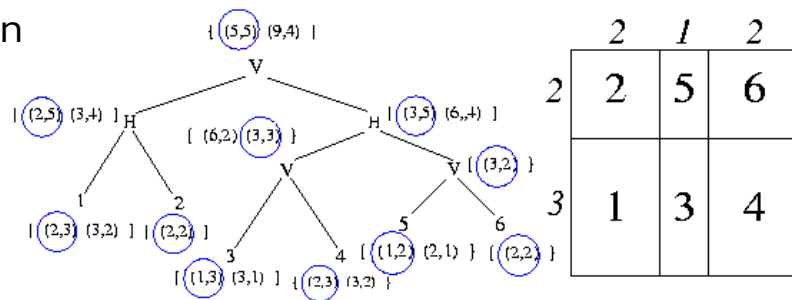 n
{ (5,5) (9,4) ]
V
[ (2,5) (3,4) ]
H
[ (6,2) (3,3) }
H
[ (3,5) (6,,4) ]
V
V
[ (3,2) }
1
2
[ (2,3) (3,2) ]
[ (2,2) ]
3
4
5
6
[ (1,3) (3,1) ]
{ (2,3) (3,2) }
[ (1,2) (2,1) }
[ (2,2) }
2 1 2
2 2 5 6
3 1 3 4